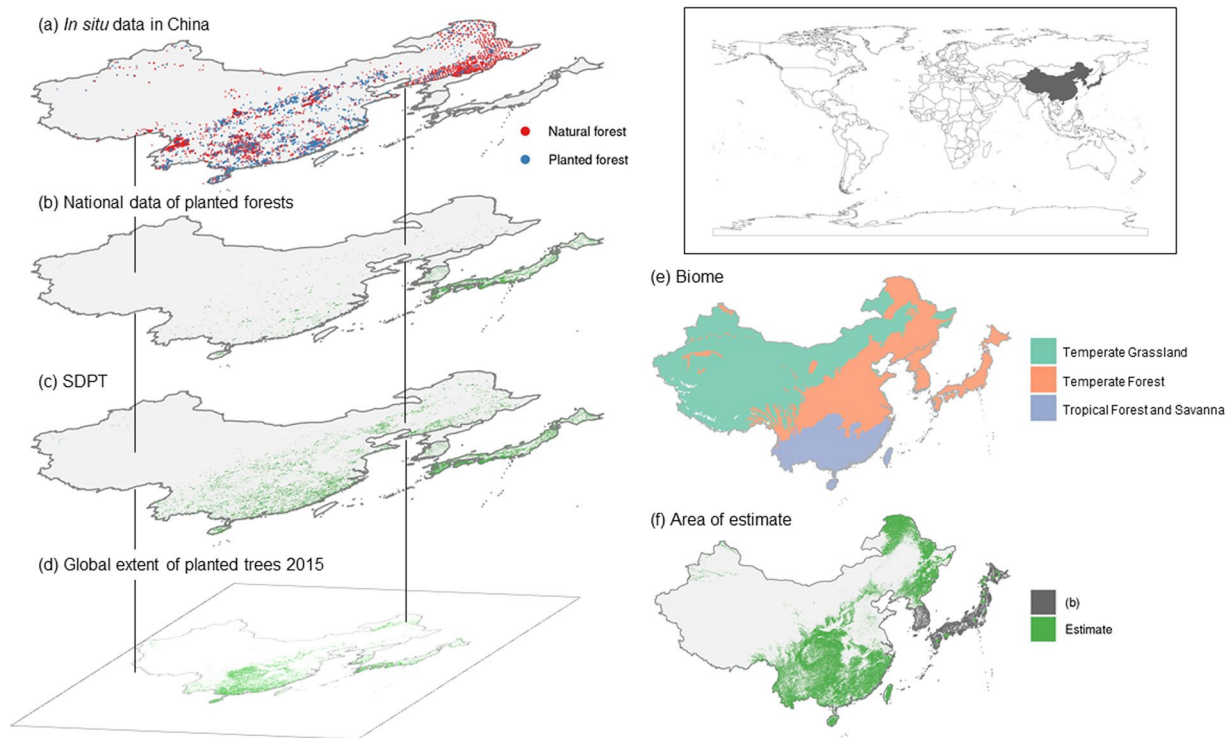 (a) In situ data in China
Natural forest
Planted forest
(b) National data of planted forests
(c) SDPT
(d) Global extent of planted trees 2015
(e) Biome
Temperate Grassland
Temperate Forest
Tropical Forest and Savanna
(f) Area of estimate
(b)
Estimate